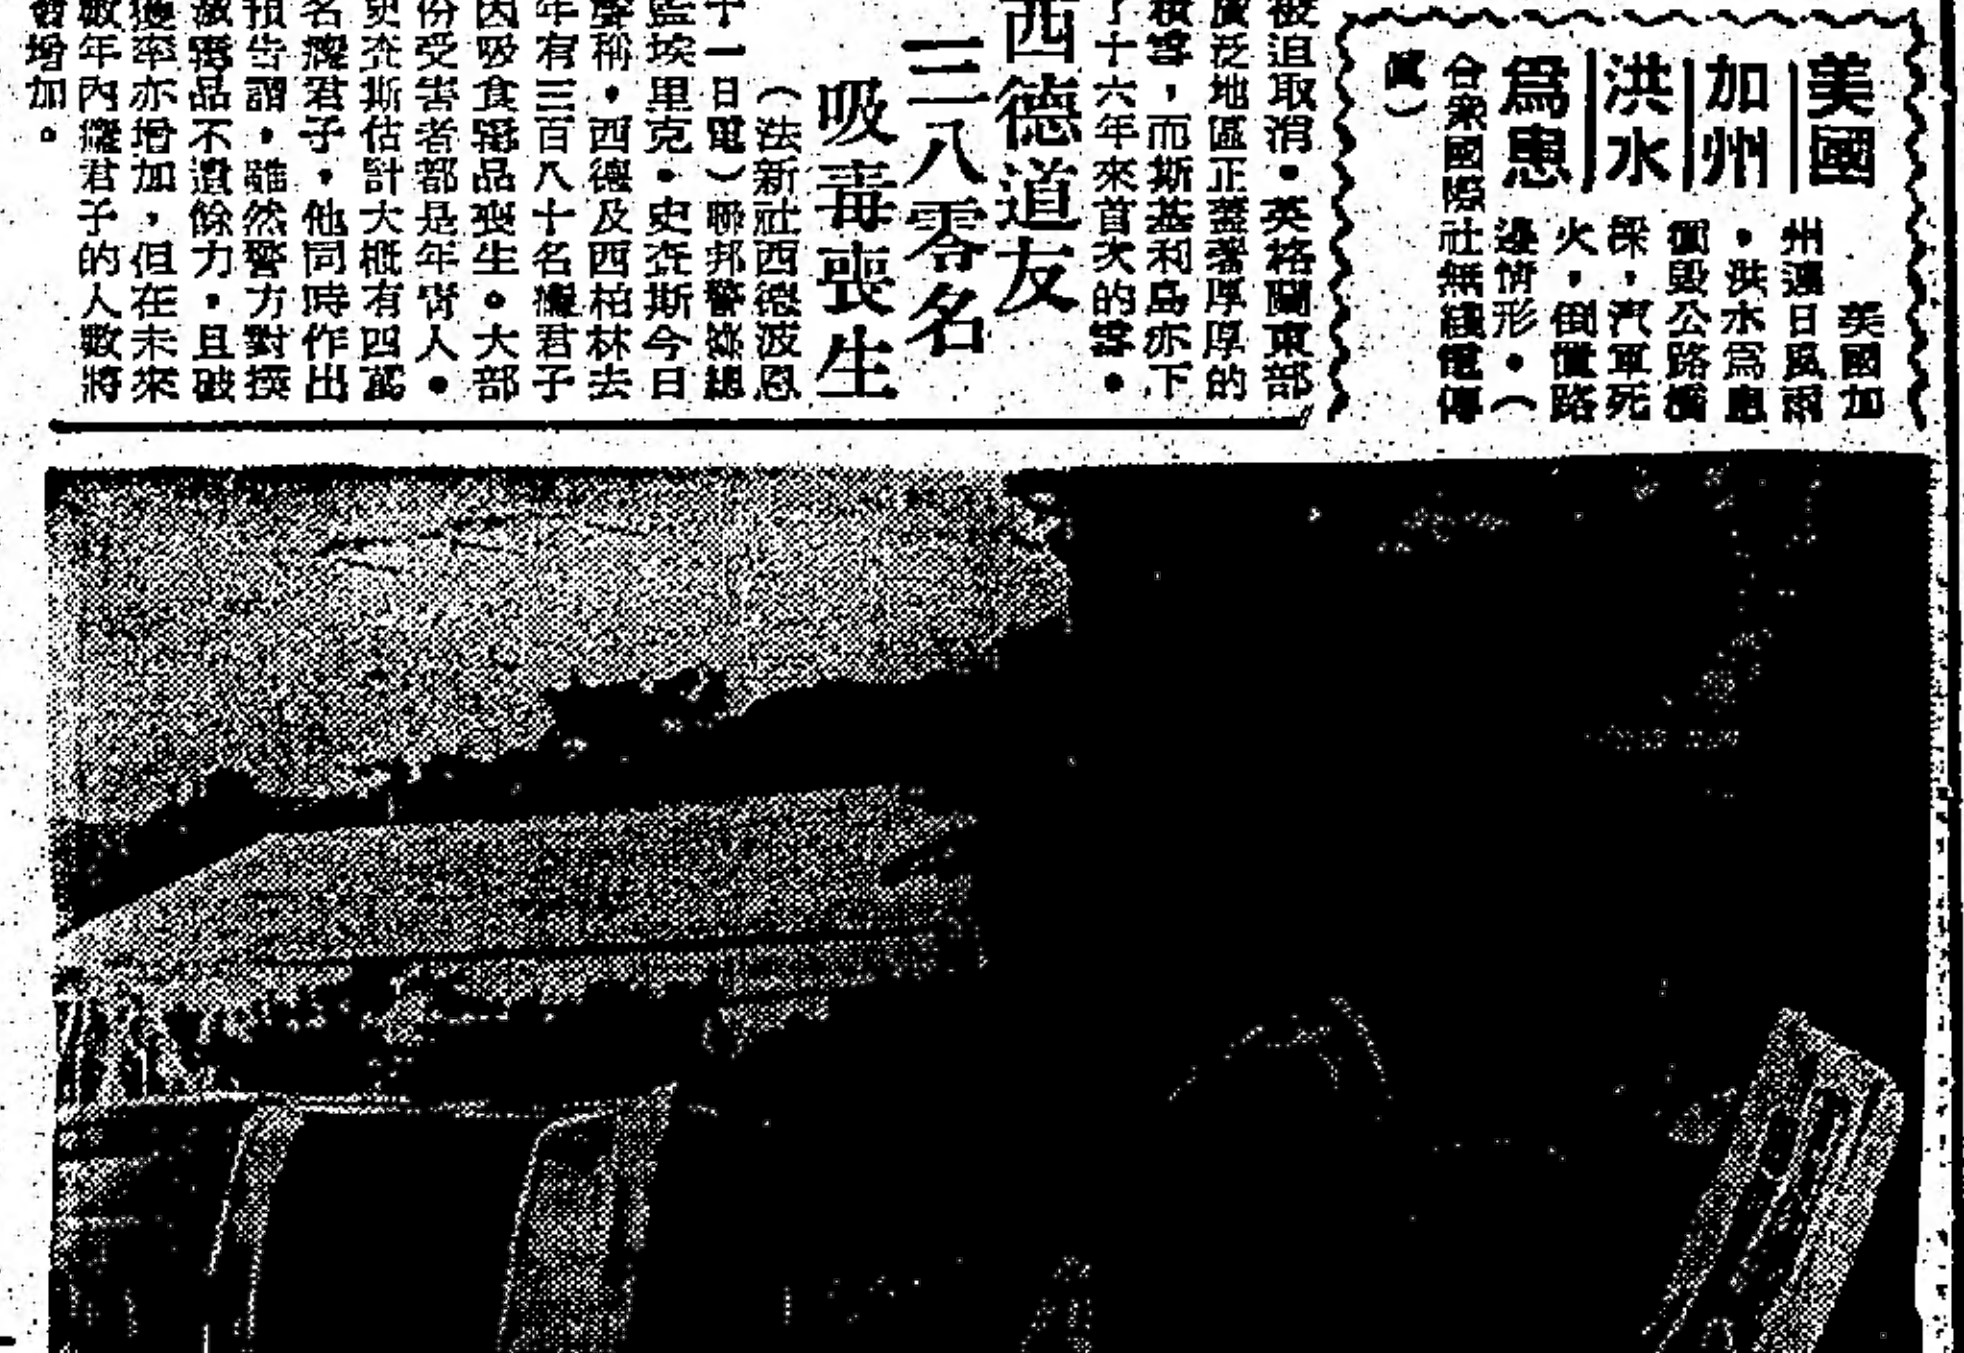 美國
加州
洪水
爲患
美國加
州連日風雨
・洪水爲患
價毀公路橋
樑，汽車死
火，倒置路
邊情形・（
合衆國際社無綫電傳
眞）
被迫取消・英格蘭東部
廣泛地區正蓋著厚厚的
積雪，而斯基利島亦下
了十六年來首次的雪・
西德道友
三八零名
吸毒喪生
（法新社西德波恩
十一日電）聯邦警察總
監埃里克・史查斯今日
聲稱・西德及西柏林去
年有三百八十名癮君子
因吸食毒品喪生。大部
份受害者都是年青人・
史查斯估計大概有四萬
名癮君子，他同時作出
預告謂，雖然警方對撲
滅毒品不遺餘力，且破
獲率亦增加，但在未來
數年內癮君子的人數將
會增加。